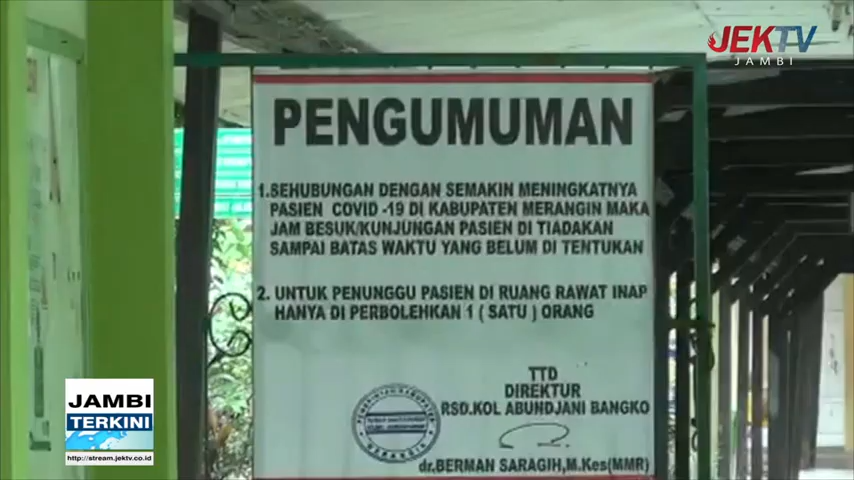 JEKTV
JAMBI
PENGUMUMAN
1. SEHUBUNGAN DENGAN SEMAKIN MENINGKATNYA
PASIEN COVID -19 DI KABUPATEN MERANGIN MAKA
JAM BESUK/KUNJUNGAN PASIEN DI TIADAKAN
SAMPAI BATAS WAKTU YANG BELUM DI TENTUKAN
2. UNTUK PENUNGGU PASIEN DI RUANG RAWAT INAP
HANYA DI PERBOLEHKAN 1 ( SATU ) ORANG
TTD
DIREKTUR
RSD.KOL ABUNDJANI BANGKO
dr.BERMAN SARAGIH,M.Kes(MMR)
JAMBI
TERKINI
http://stream.jektv.co.id